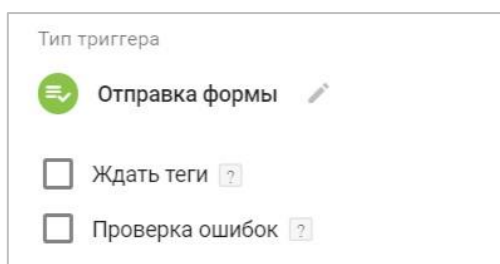 Тип триггера
Отправка формы
Ждать теги ?
Проверка ошибок ?